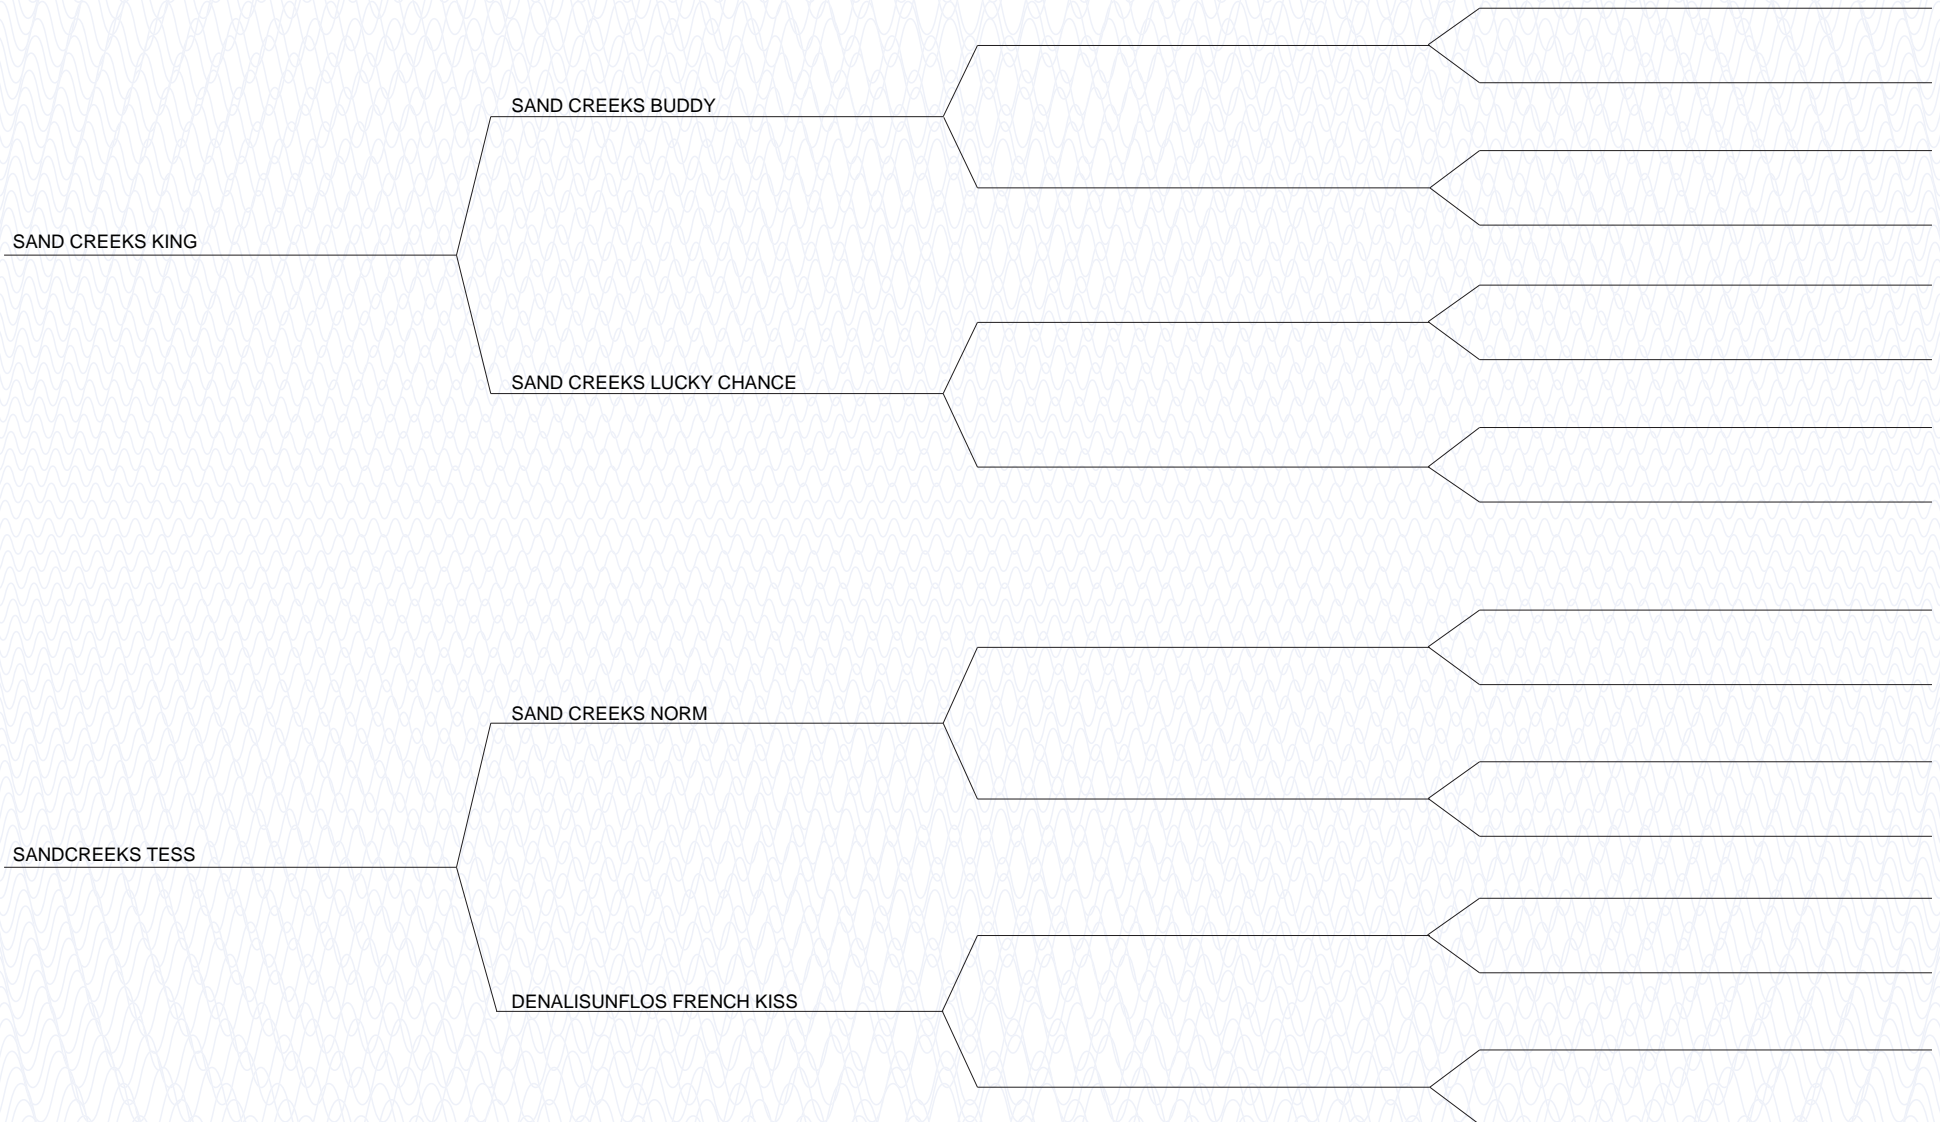 SAND CREEKS BUDDY
SAND CREEKS KING
SAND CREEKS LUCKY CHANCE
SAND CREEKS NORM
SANDCREEKS TESS
DENALISUNFLOS FRENCH KISS